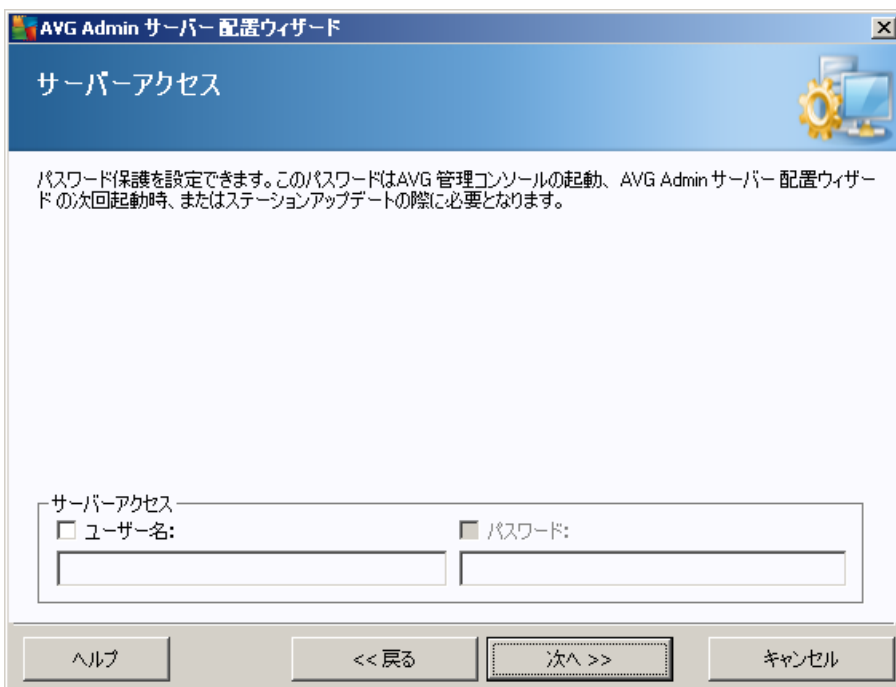 AVG Admin サーバー 配置ウィザード
サーバーアクセス
パスワード保護を設定できます。このパスワードはAVG 管理コンソールの起動、AVG Admin サーバー 配置ウィザー
ド の次回起動時、またはステーションアップデートの際に必要となります。
サーバーアクセス
ユーザー名:
パスワード:
ヘルプ
<< 戻る
次へ >>
キャンセル